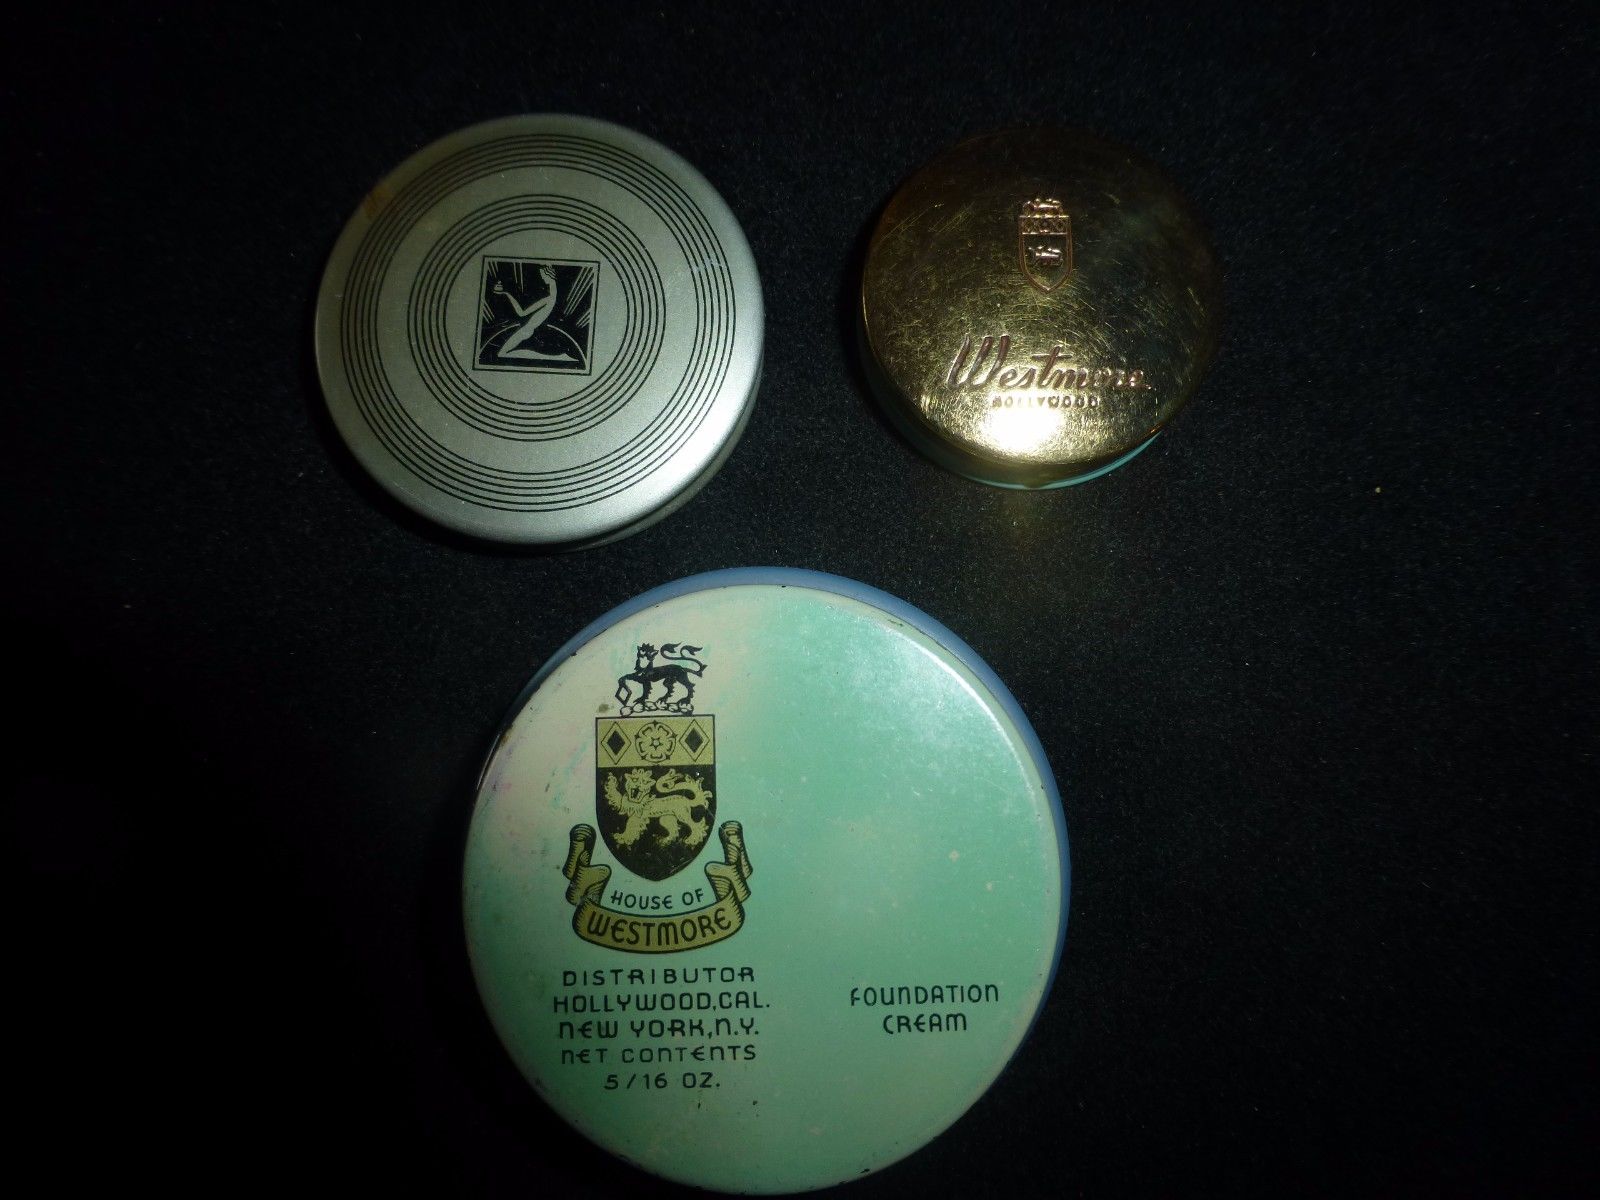 Westmore
HOLLYWOOD
HOUSE OF
WESTMORE
DISTRIBUTOR
HOLLYWOOD, CAL.
NEW YORK, N.Y.
NET CONTENTS
5/16 OZ.
FOUNDATION
CREAM